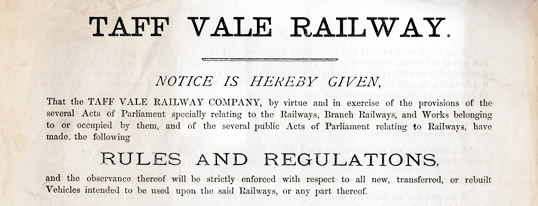 TAFF VALE RAILWAY.
NOTICE IS HEREBY GIVEN,
That the TAFF VALE RAILWAY COMPANY, by virtue and in exercise of the provisions of the
several Acts of Parliament specially relating to the Railways, Branch Railways, and Works belonging
to or occupied by them, and of the several public Acts of Parliament relating to Railways, have
made. the following
RULES AND REGULATIONS,
and the observance thereof will be strictly enforced with respect to all new, transferred, or rebuilt
Vehicles intended to be used upon the said Railways, or any part thereof.